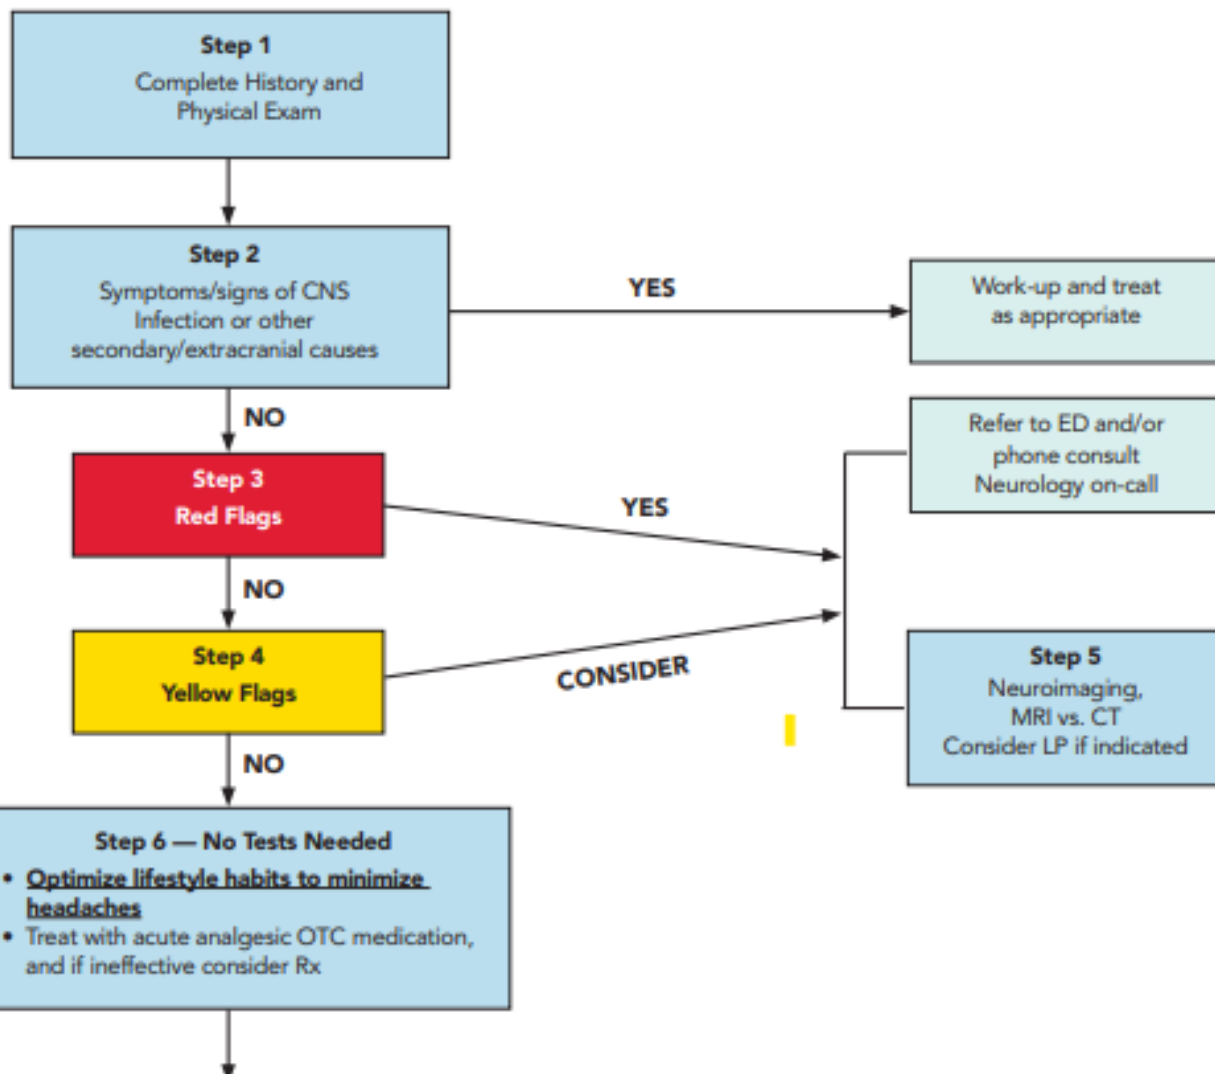 Step 1
Complete History and
Physical Exam
Step 2
Symptoms/signs of CNS
Infection or other
secondary/extracranial causes
YES
Work-up and treat
as appropriate
NO
Refer to ED and/or
phone consult
Neurology on-call
Step 3
Red Flags
YES
NO
Step 4
Yellow Flags
CONSIDER
Step 5
Neuroimaging,
MRI vs. CT
Consider LP if indicated
NO
Step 6 — No Tests Needed
• Optimize lifestyle habits to minimize
headaches
• Treat with acute analgesic OTC medication,
and if ineffective consider Rx